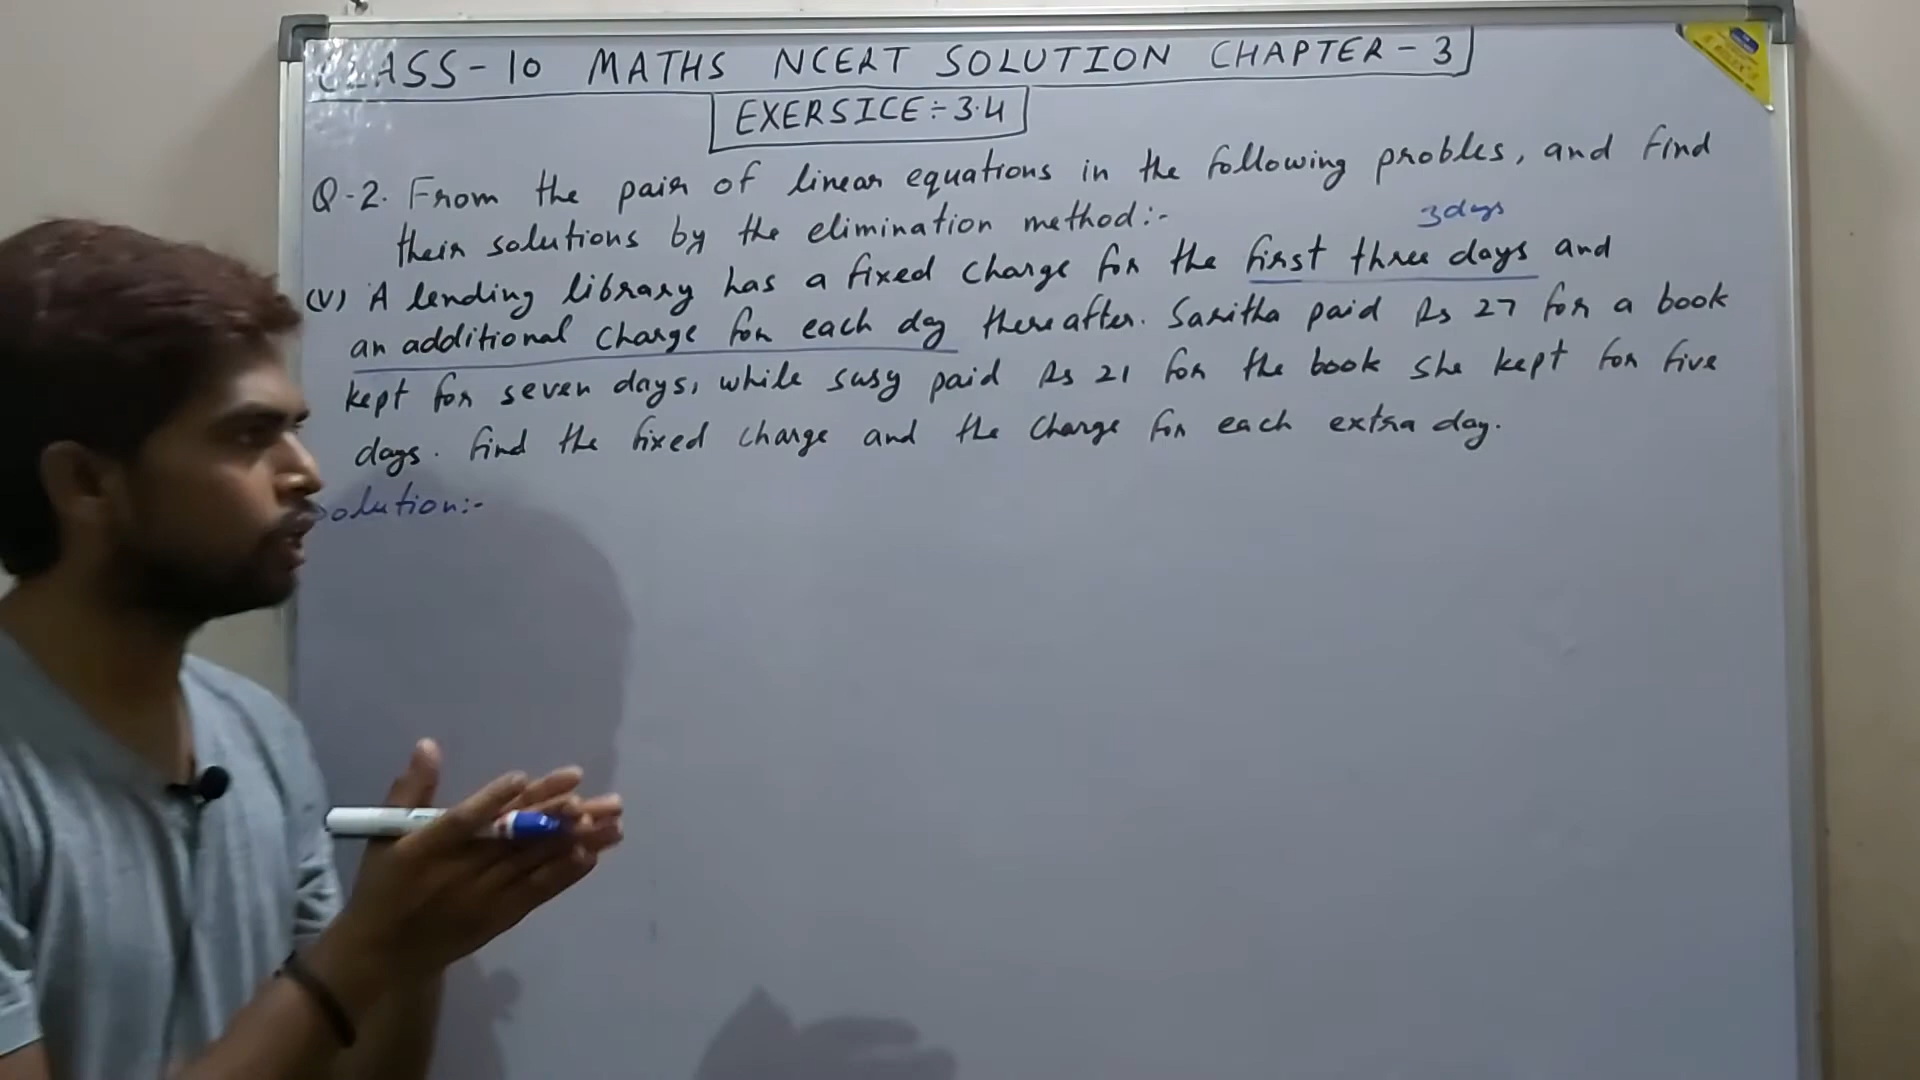 CLASS-10 MATHS NCERT SOLUTION CHAPTER-3
EXERSICE÷3.4
Q-2. From the pair of linear equations in the following probles, and find
their solutions by the elimination method:-
3days
(V) A lending library has a fixed charge for the first three days and
an additional charge for each day thereafter. Saritha paid Rs 27 for a book
kept for seven days, while susy paid Rs 21 for the book she kept for five
days. find the fixed charge and the charge for each extra day.
Solution:-